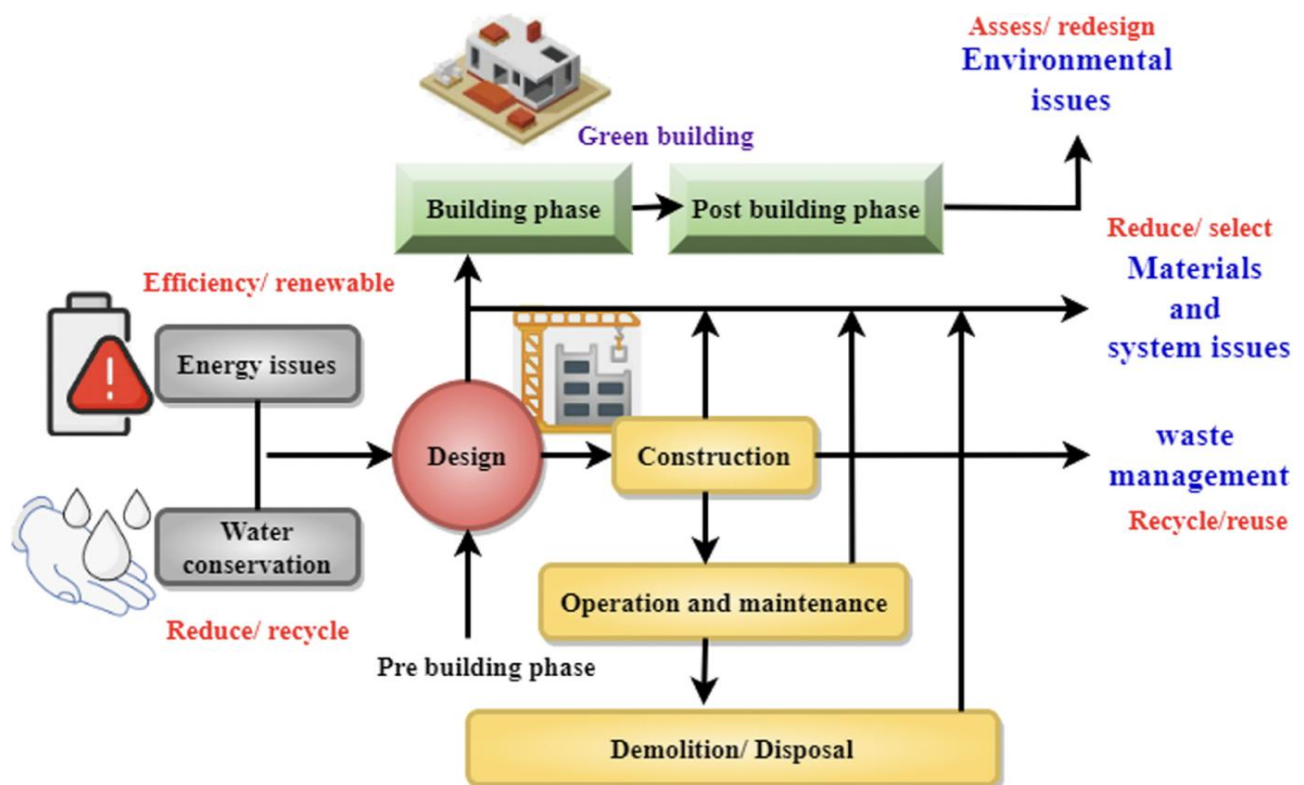 Assess/ redesign
Environmental
issues
Green building
Building phase
Post building phase
Reduce/ select
Materials
and
system issues
Efficiency/ renewable
Energy issues
Design
Construction
waste
management
Recycle/reuse
Water
conservation
Reduce/ recycle
Operation and maintenance
Pre building phase
Demolition/ Disposal